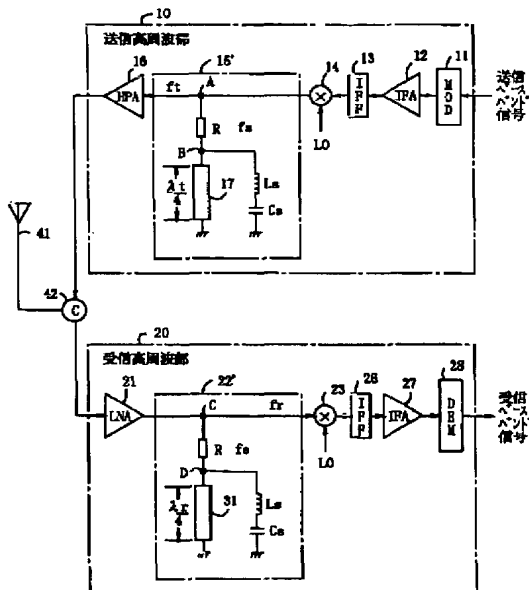 10
送信高周波部
16
HPA
15'
ft
A
R
fs
B
λt
4
17
Ls
Cs
14
LO
13
IFF
12
IFA
11
MOD
送信
ベースバンド
信号
41
42
C
20
受信高周波部
21
LNA
22'
C
fr
R
fs
D
λr
4
31
Ls
Cs
23
LO
26
IFF
27
IFA
28
DEM
受信
ベースバンド
信号